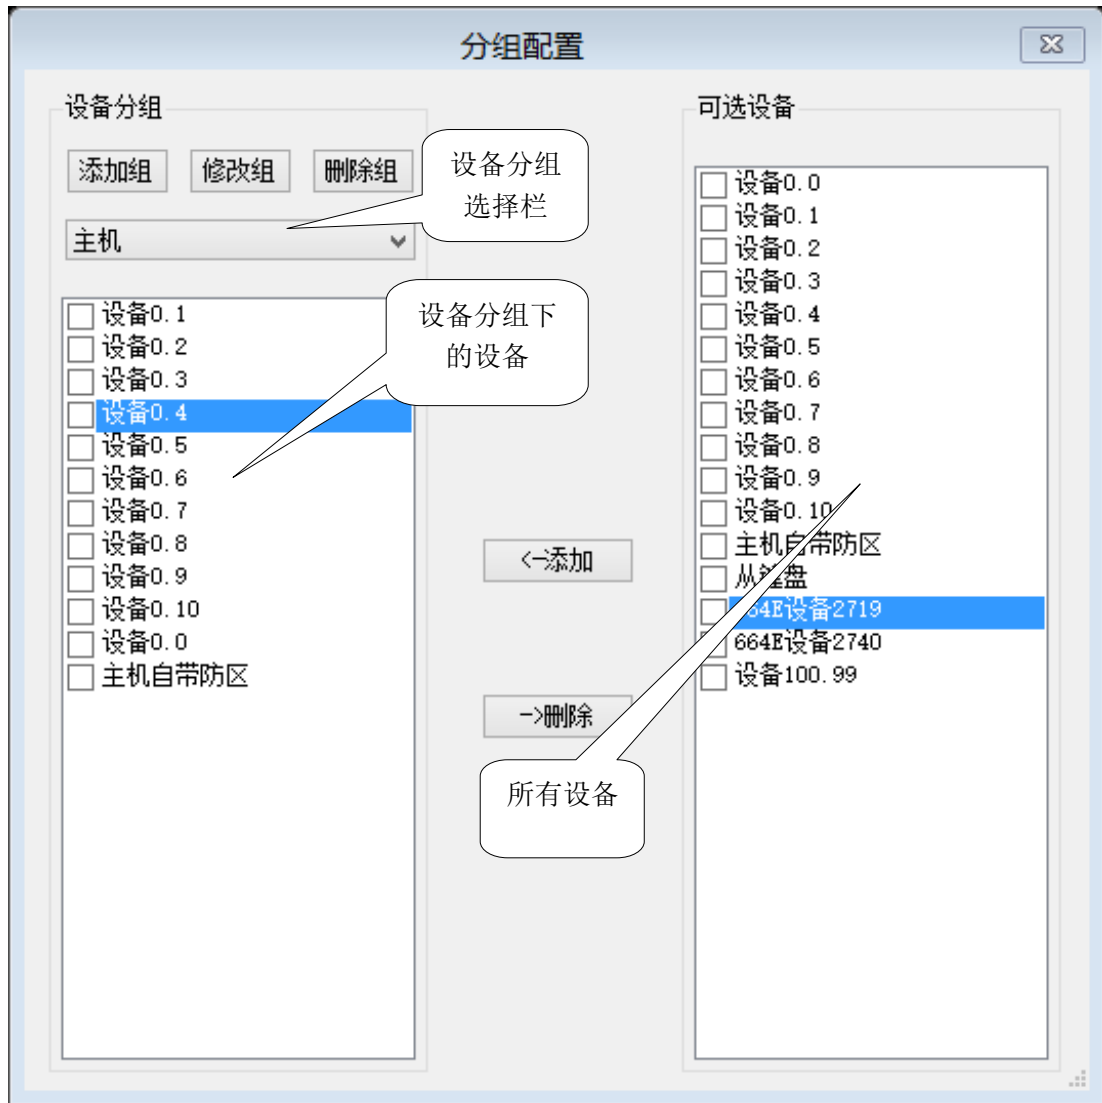 分组配置
设备分组
添加组 修改组 删除组
主机
设备分组
选择栏
设备0.1
设备0.2
设备0.3
设备0.4
设备0.5
设备0.6
设备0.7
设备0.8
设备0.9
设备0.10
设备0.0
主机自带防区
设备分组下
的设备
<-添加
->删除
所有设备
可选设备
设备0.0
设备0.1
设备0.2
设备0.3
设备0.4
设备0.5
设备0.6
设备0.7
设备0.8
设备0.9
设备0.10
主机自带防区
从键盘
664E设备2719
664E设备2740
设备100.99